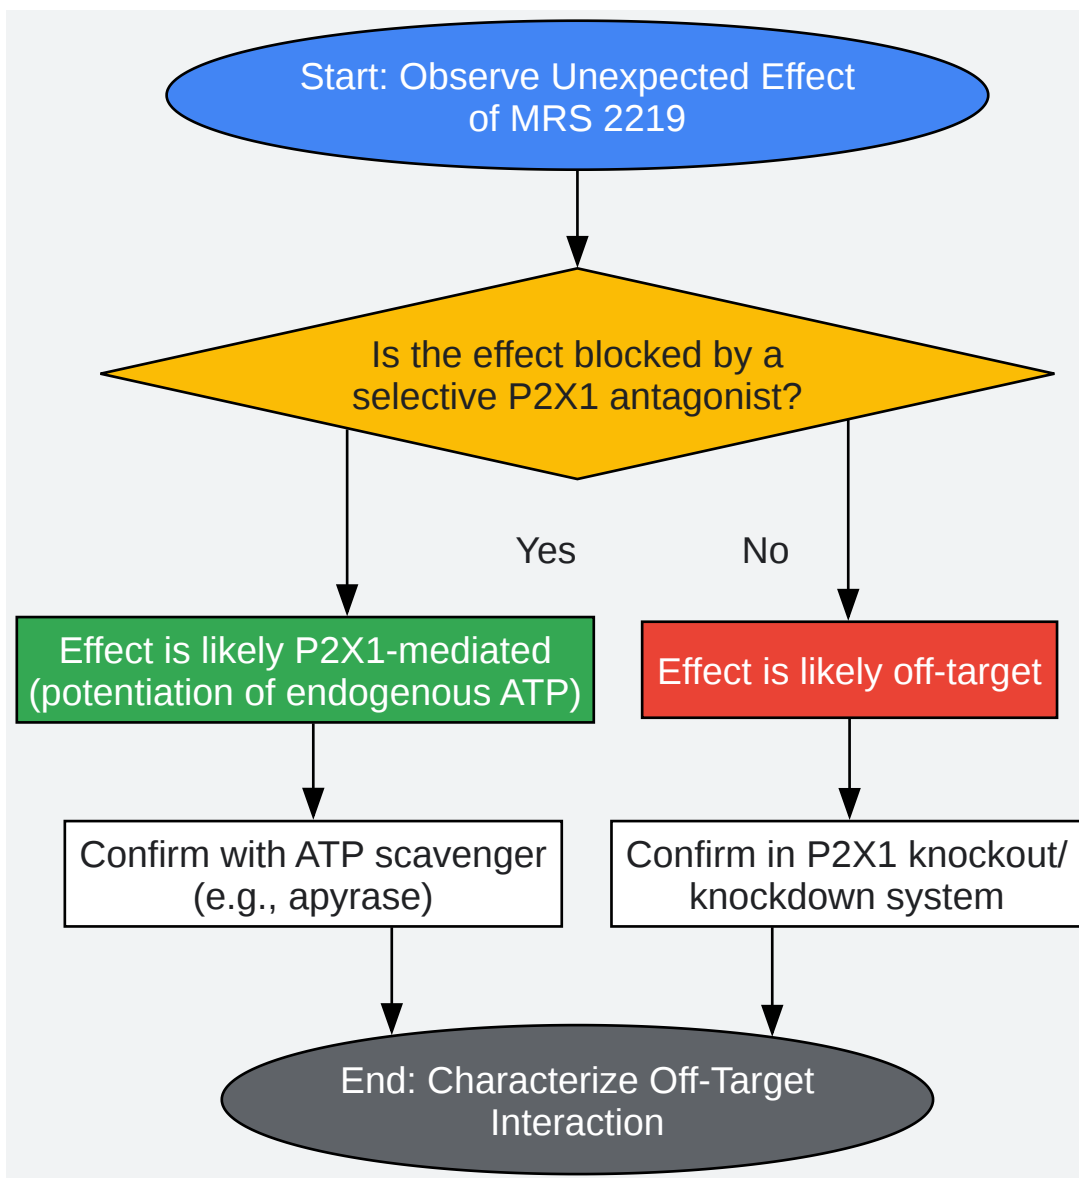 Start: Observe Unexpected Effect
of MRS 2219
Is the effect blocked by a
selective P2X1 antagonist?
Yes
No
Effect is likely P2X1-mediated
(potentiation of endogenous ATP)
Effect is likely off-target
Confirm with ATP scavenger
(e.g., apyrase)
Confirm in P2X1 knockout/
knockdown system
End: Characterize Off-Target
Interaction